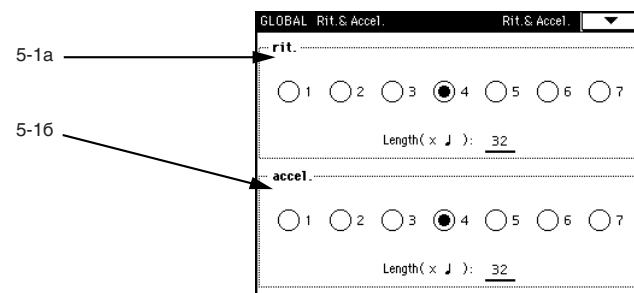 GLOBAL Rit.& Accel. Rit.& Accel.
5-1а
rit.
1 2 3 4 5 6 7
Length( x ♩ ): 32
5-1б
accel.
1 2 3 4 5 6 7
Length( x ♩ ): 32